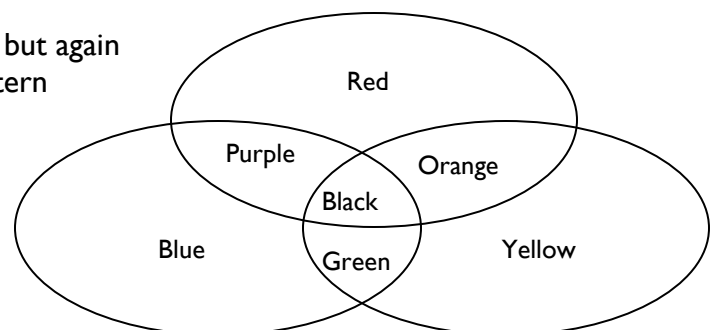 but again
tern
Red
Purple
Orange
Black
Blue
Green
Yellow